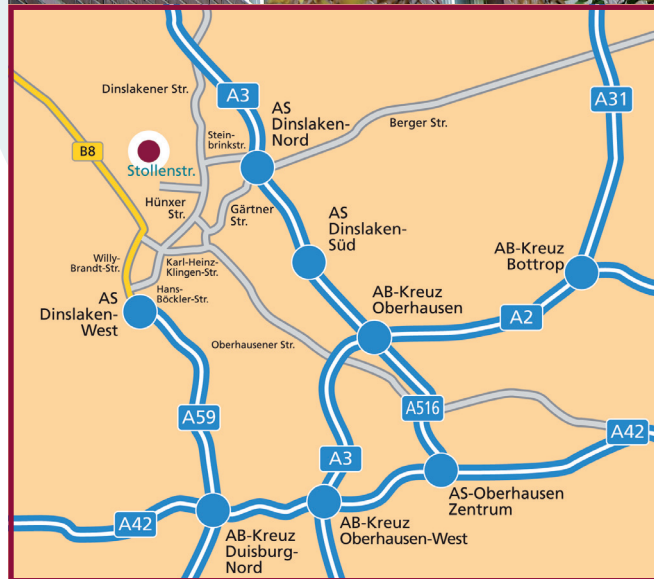 Dinslakener Str.
A3
AS
Dinslaken-
Nord
A31
Berger Str.
Stein-
brinkstr.
B8
Stollenstr.
Hünxer
Str.
Gärtner
Str.
AS
Dinslaken-
Süd
Willy-
Brandt-Str.
Karl-Heinz-
Klingen-Str.
AB-Kreuz
Bottrop
Hans-
Böckler-Str.
AS
Dinslaken-
West
AB-Kreuz
Oberhausen
A2
Oberhausener Str.
A59
A516
A42
A3
AS-Oberhausen
Zentrum
A42
AB-Kreuz
Duisburg-
Nord
AB-Kreuz
Oberhausen-West